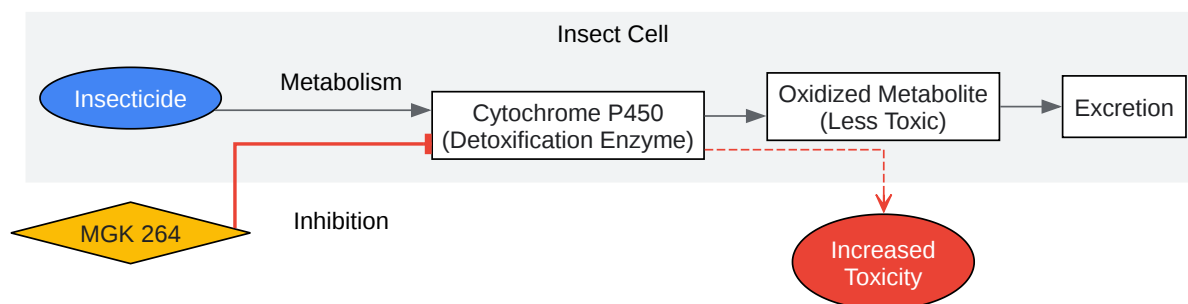 Insect Cell
Insecticide
Metabolism
Cytochrome P450
(Detoxification Enzyme)
Oxidized Metabolite
(Less Toxic)
Excretion
MGK 264
Inhibition
Increased
Toxicity